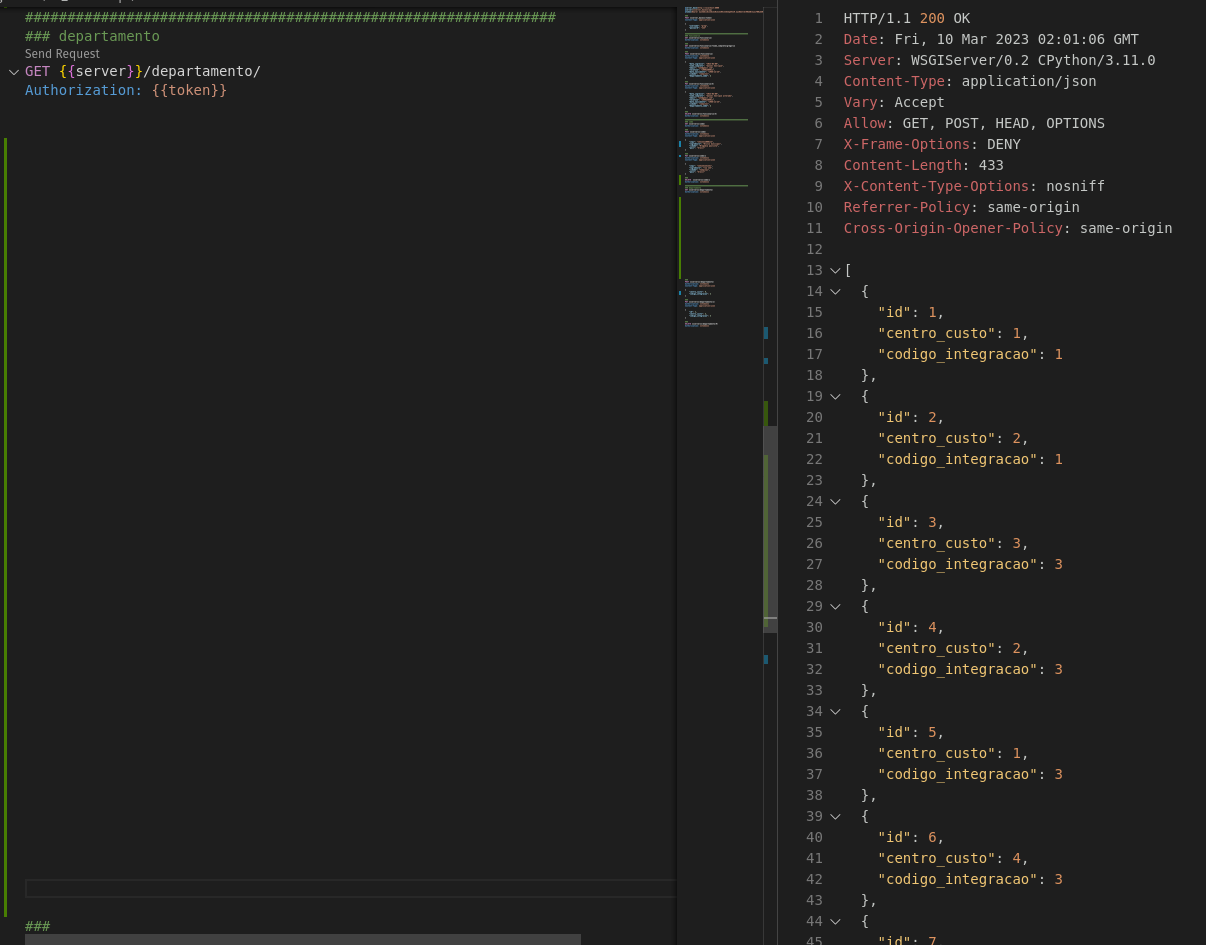 ###############################################################
### departamento
Send Request
GET {{server}}/departamento/
Authorization: {{token}}
###
1 HTTP/1.1 200 OK
2 Date: Fri, 10 Mar 2023 02:01:06 GMT
3 Server: WSGIServer/0.2 CPython/3.11.0
4 Content-Type: application/json
5 Vary: Accept
6 Allow: GET, POST, HEAD, OPTIONS
7 X-Frame-Options: DENY
8 Content-Length: 433
9 X-Content-Type-Options: nosniff
10 Referrer-Policy: same-origin
11 Cross-Origin-Opener-Policy: same-origin
12
13 [
14 {
15 "id": 1,
16 "centro_custo": 1,
17 "codigo_integracao": 1
18 },
19 {
20 "id": 2,
21 "centro_custo": 2,
22 "codigo_integracao": 1
23 },
24 {
25 "id": 3,
26 "centro_custo": 3,
27 "codigo_integracao": 3
28 },
29 {
30 "id": 4,
31 "centro_custo": 2,
32 "codigo_integracao": 3
33 },
34 {
35 "id": 5,
36 "centro_custo": 1,
37 "codigo_integracao": 3
38 },
39 {
40 "id": 6,
41 "centro_custo": 4,
42 "codigo_integracao": 3
43 },
44 {
45 "id": 7